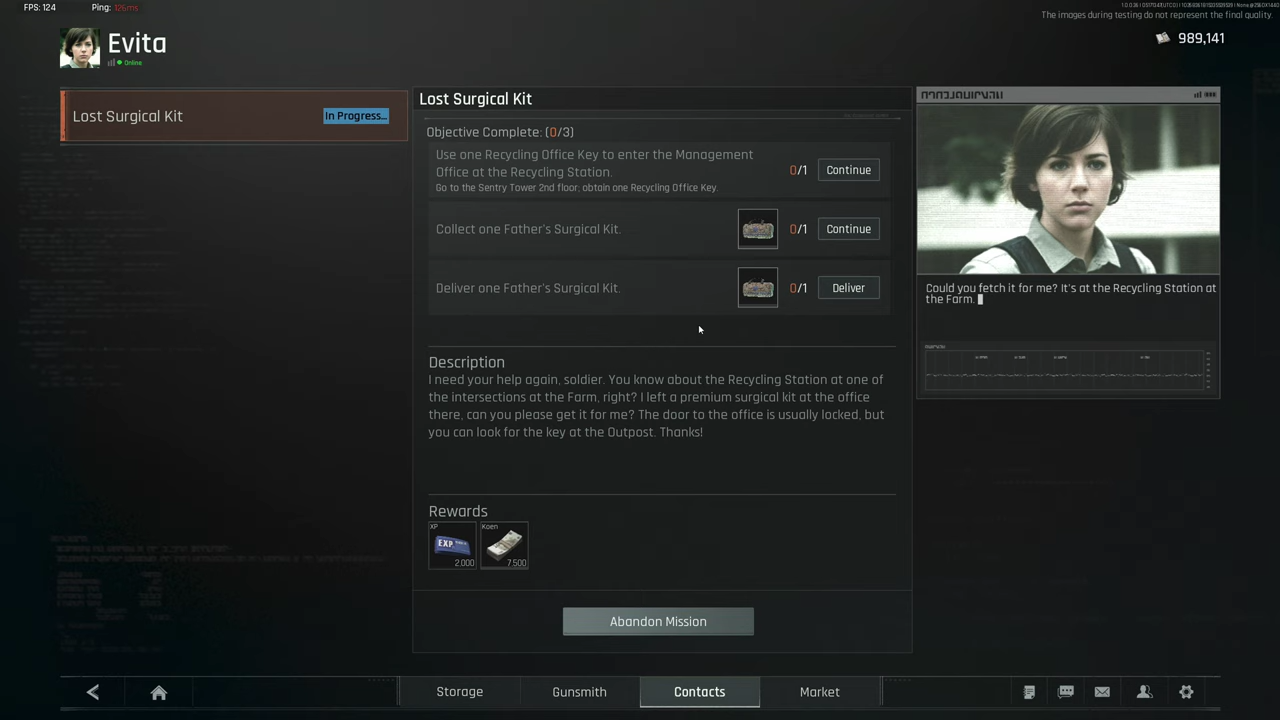 FPS: 124
Ping: 126ms
The images during testing do not represent the final quality.
989,141
Evita
Online
Lost Surgical Kit
In Progress...
Lost Surgical Kit
Objective Complete: (0/3)
Use one Recycling Office Key to enter the Management
Office at the Recycling Station.
Go to the Sentry Tower 2nd floor, obtain one Recycling Office Key.
0/1
Continue
Collect one Father's Surgical Kit.
0/1
Continue
Deliver one Father's Surgical Kit.
0/1
Deliver
Could you fetch it for me? It's at the Recycling Station at
the Farm.
Description
I need your help again, soldier. You know about the Recycling Station at one of
the intersections at the Farm, right? I left a premium surgical kit at the office
there, can you please get it for me? The door to the office is usually locked, but
you can look for the key at the Outpost. Thanks!
Rewards
XP
EXP
2,000
Koen
7,500
Abandon Mission
Storage
Gunsmith
Contacts
Market